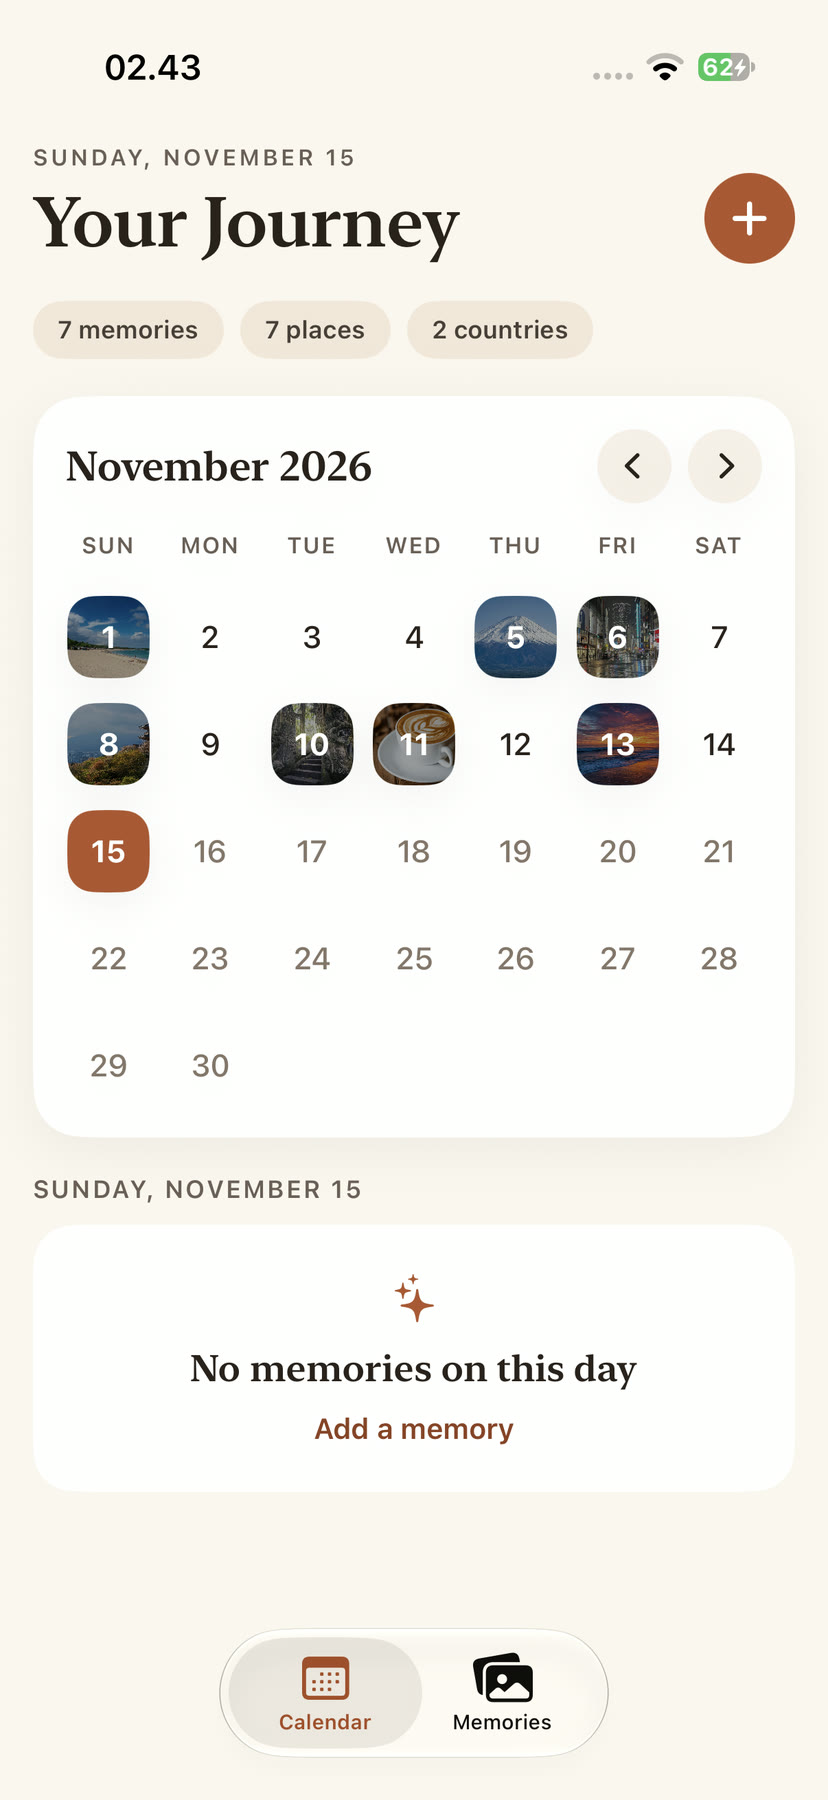 02.43
62
SUNDAY, NOVEMBER 15
Your Journey
7 memories 7 places 2 countries
November 2026
SUN MON TUE WED THU FRI SAT
1 2 3 4 5 6 7
8 9 10 11 12 13 14
15 16 17 18 19 20 21
22 23 24 25 26 27 28
29 30
SUNDAY, NOVEMBER 15
No memories on this day
Add a memory
Calendar Memories